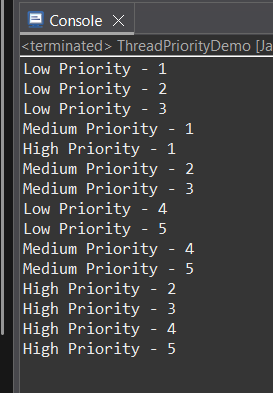 Console
<terminated> ThreadPriorityDemo [Ja
Low Priority - 1
Low Priority - 2
Low Priority - 3
Medium Priority - 1
High Priority - 1
Medium Priority - 2
Medium Priority - 3
Low Priority - 4
Low Priority - 5
Medium Priority - 4
Medium Priority - 5
High Priority - 2
High Priority - 3
High Priority - 4
High Priority - 5